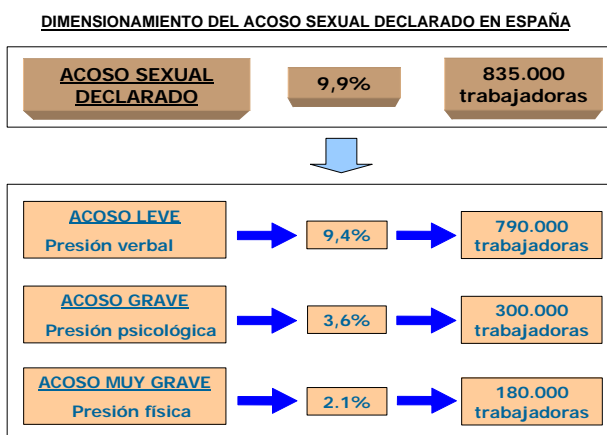 DIMENSIONAMIENTO DEL ACOSO SEXUAL DECLARADO EN ESPAÑA
ACOSO SEXUAL
DECLARADO
9,9%
835.000
trabajadoras
ACOSO LEVE
Presión verbal
9,4%
790.000
trabajadoras
ACOSO GRAVE
Presión psicológica
3,6%
300.000
trabajadoras
ACOSO MUY GRAVE
Presión física
2.1%
180.000
trabajadoras